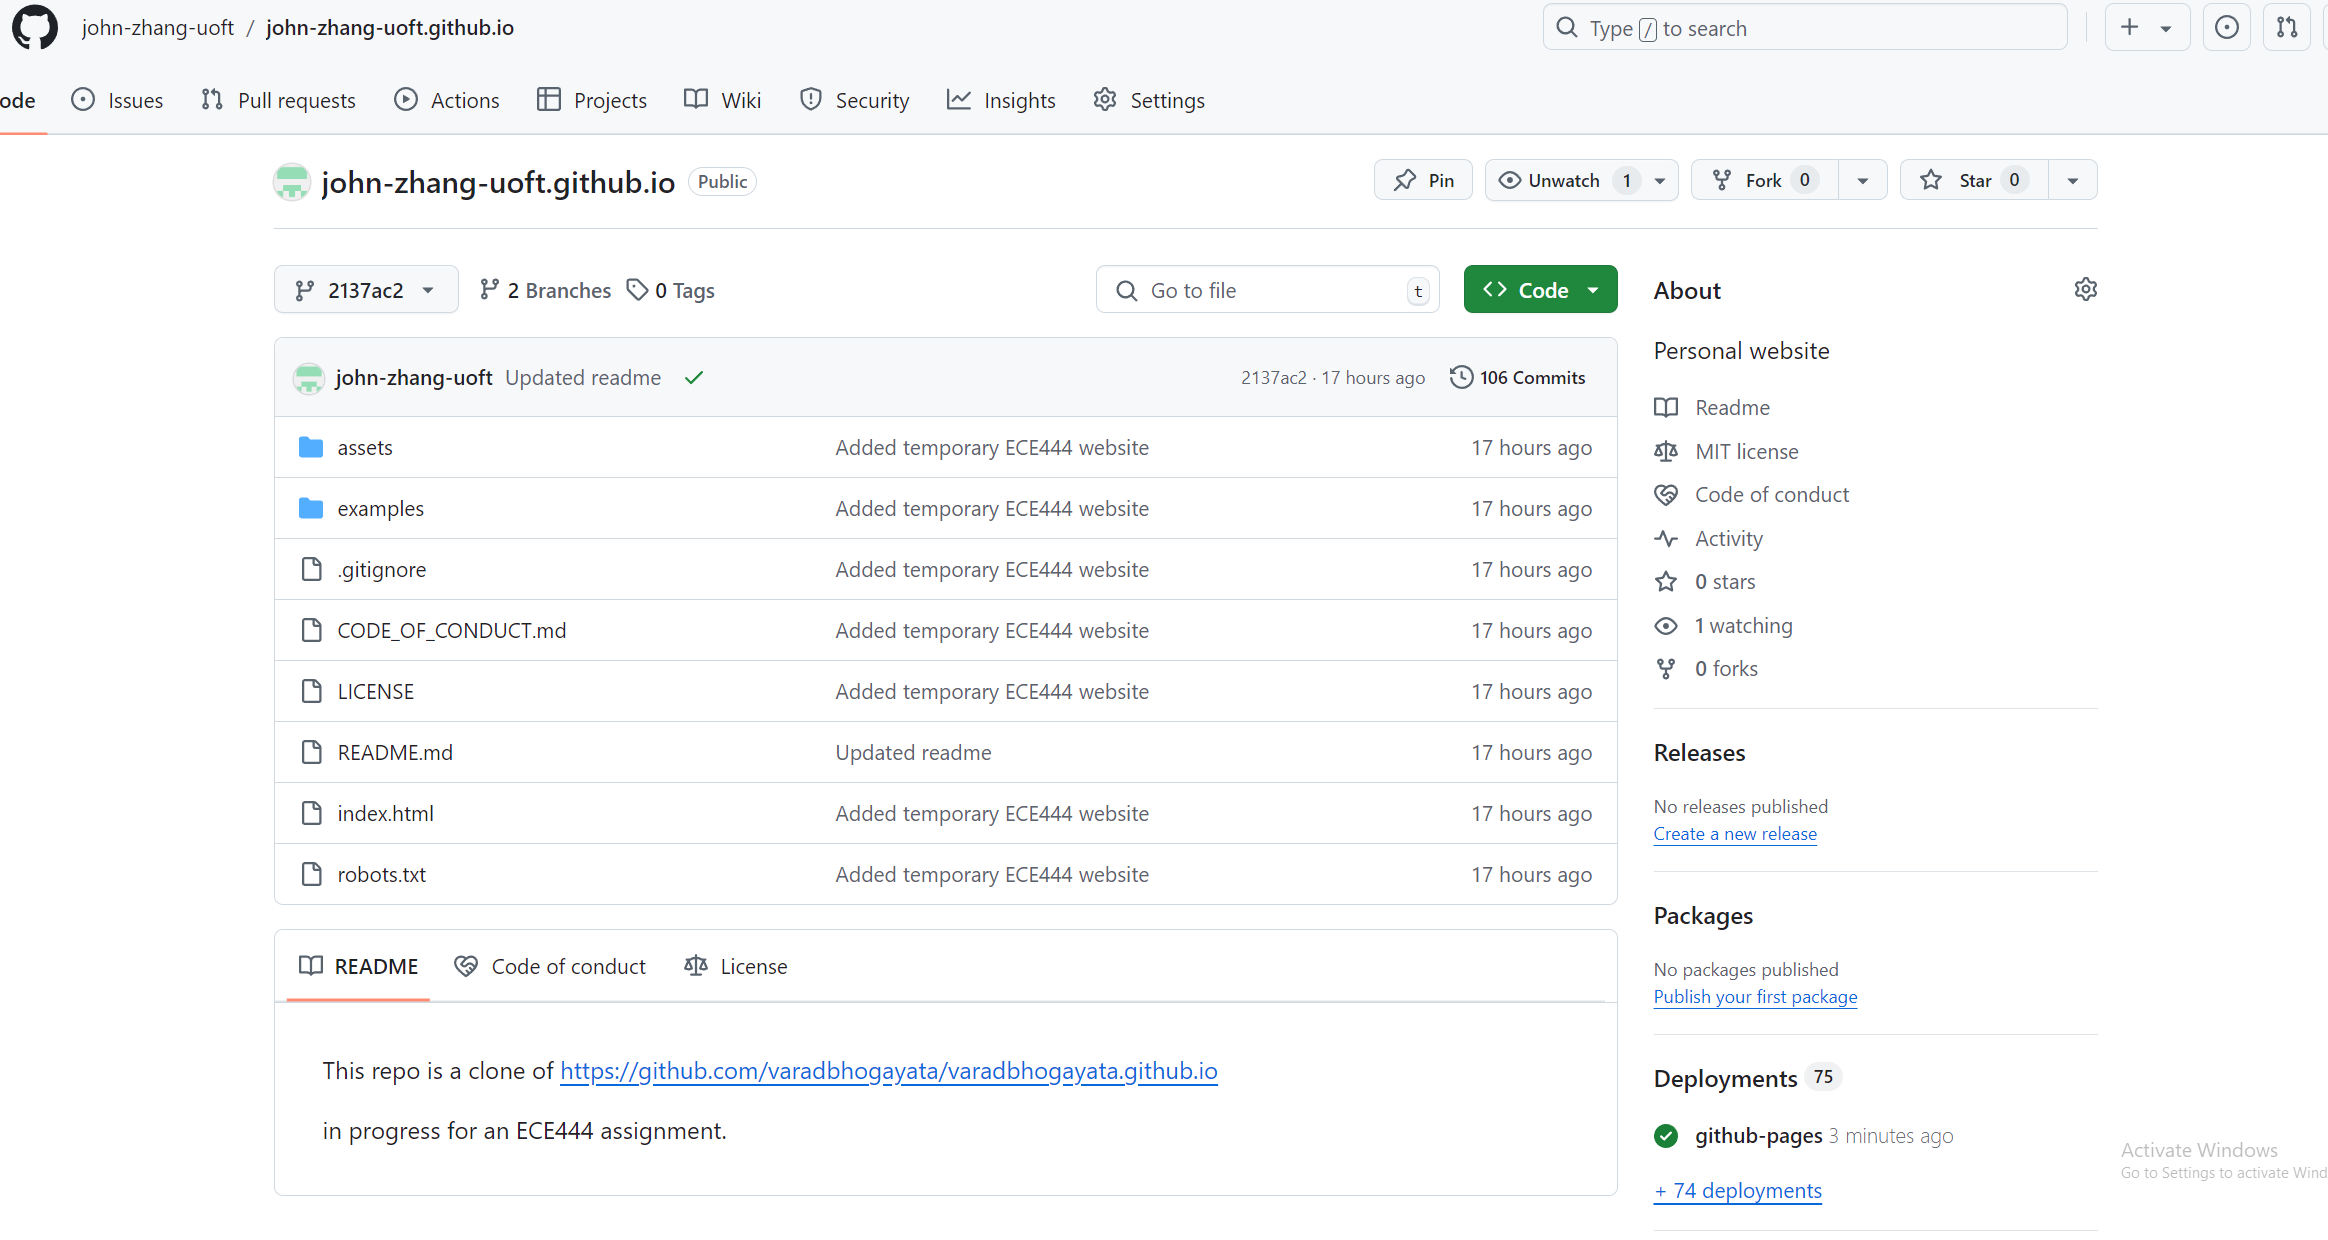 john-zhang-uoft / john-zhang-uoft.github.io Type / to search
ode Issues Pull requests Actions Projects Wiki Security Insights Settings
john-zhang-uoft.github.io Public Pin Unwatch 1 Fork 0 Star 0
2137ac2 2 Branches 0 Tags Go to file t Code
john-zhang-uoft Updated readme 2137ac2 · 17 hours ago 106 Commits
assets Added temporary ECE444 website 17 hours ago
examples Added temporary ECE444 website 17 hours ago
.gitignore Added temporary ECE444 website 17 hours ago
CODE_OF_CONDUCT.md Added temporary ECE444 website 17 hours ago
LICENSE Added temporary ECE444 website 17 hours ago
README.md Updated readme 17 hours ago
index.html Added temporary ECE444 website 17 hours ago
robots.txt Added temporary ECE444 website 17 hours ago
README Code of conduct License
This repo is a clone of https://github.com/varadbhogayata/varadbhogayata.github.io
in progress for an ECE444 assignment.
About
Personal website
Readme
MIT license
Code of conduct
Activity
0 stars
1 watching
0 forks
Releases
No releases published
Create a new release
Packages
No packages published
Publish your first package
Deployments 75
github-pages 3 minutes ago
+ 74 deployments
Activate Windows
Go to Settings to activate Wind